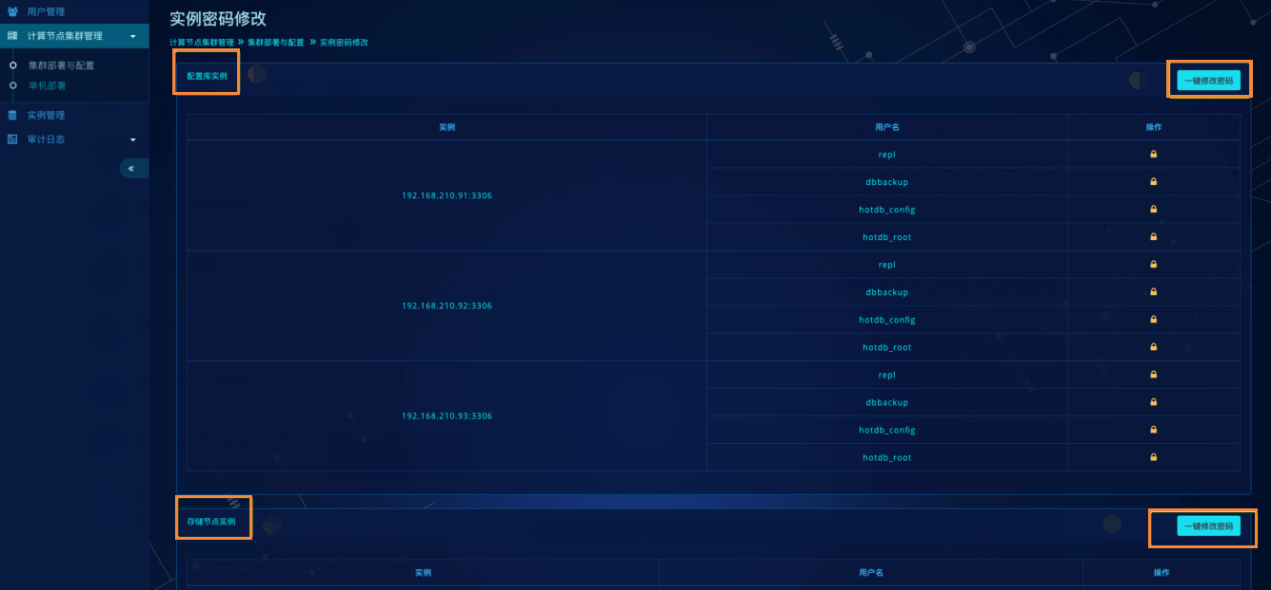 用户管理
计算节点集群管理
集群部署与配置
单机部署
实例管理
审计日志
«
实例密码修改
计算节点集群管理 » 集群部署与配置 » 实例密码修改
配置库实例
一键修改密码
实例 用户名 操作
192.168.210.91:3306
repl
dbbackup
hotdb_config
hotdb_root
192.168.210.92:3306
repl
dbbackup
hotdb_config
hotdb_root
192.168.210.93:3306
repl
dbbackup
hotdb_config
hotdb_root
存储节点实例
一键修改密码
实例 用户名 操作